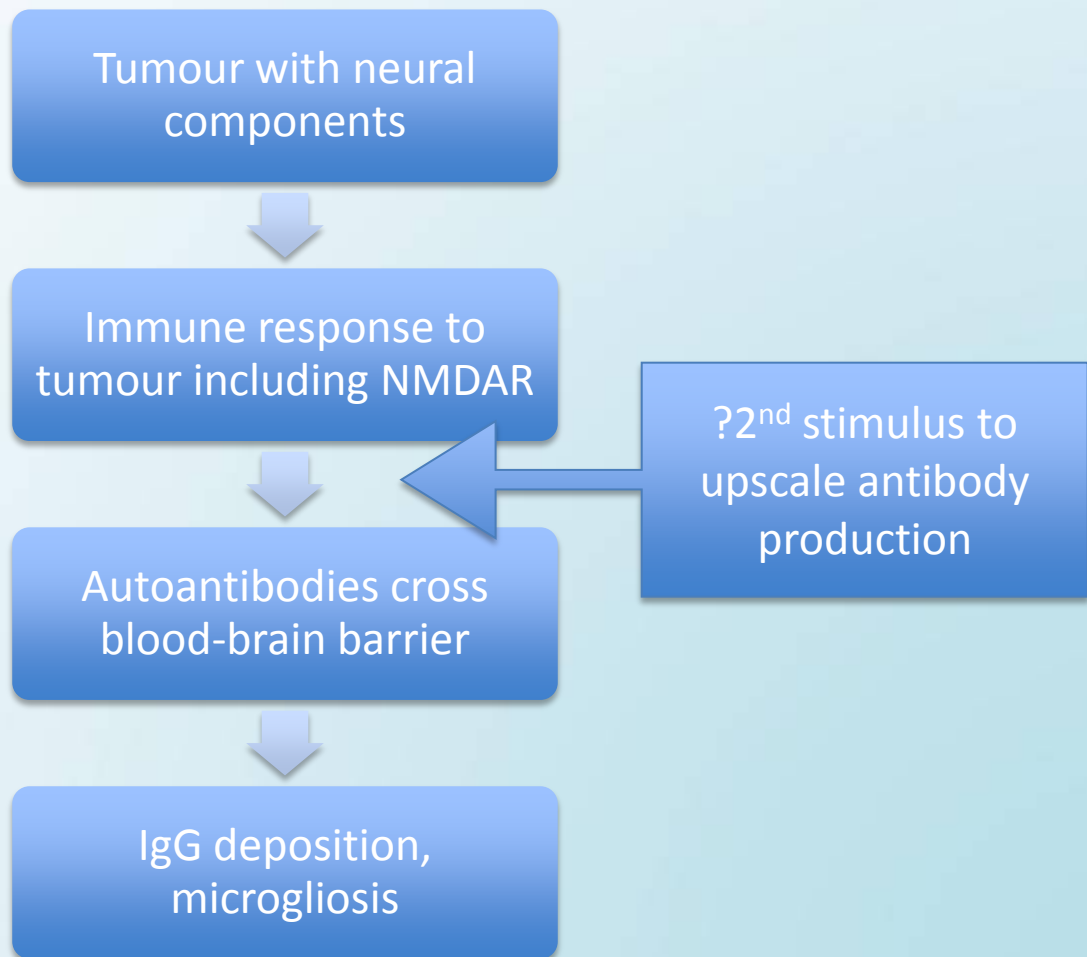 Tumour with neural
components
Immune response to
tumour including NMDAR
?2nd stimulus to
upscale antibody
production
Autoantibodies cross
blood-brain barrier
IgG deposition,
microgliosis